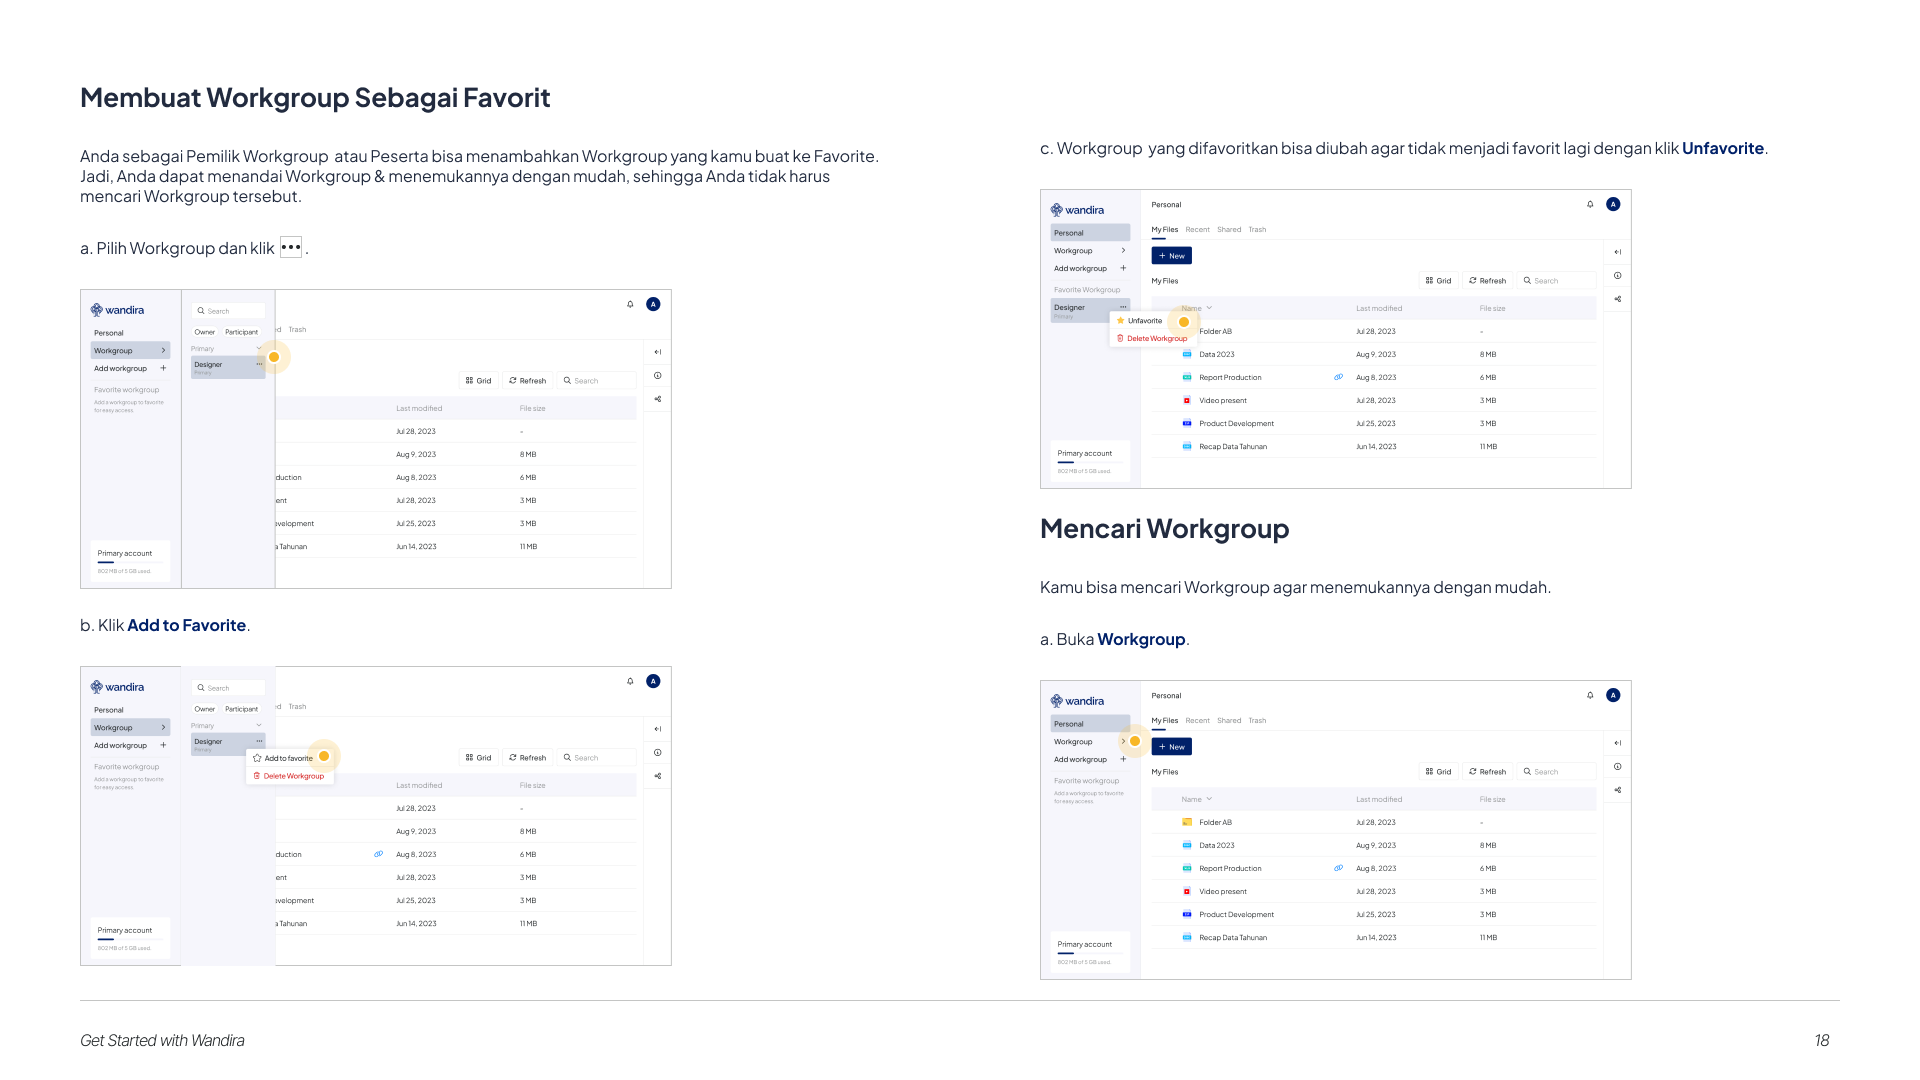 Membuat Workgroup Sebagai Favorit
Anda sebagai Pemilik Workgroup atau Peserta bisa menambahkan Workgroup yang kamu buat ke Favorite.
Jadi, Anda dapat menandai Workgroup & menemukannya dengan mudah, sehingga Anda tidak harus
mencari Workgroup tersebut.
a. Pilih Workgroup dan klik ••• .
wandira
Personal
Workgroup
Add workgroup
Favorite workgroup
Add a workgroup to favorite
for easy access.
Primary account
802 MB of 5 GB used.
Search
Owner Participant
Primary
Designer
Primary
A
d Trash
Grid Refresh Search
Last modified File size
Jul 28, 2023 -
Aug 9, 2023 8 MB
duction Aug 8, 2023 6 MB
ent Jul 28, 2023 3 MB
evelopment Jul 25, 2023 3 MB
a Tahunan Jun 14, 2023 11 MB
b. Klik Add to Favorite.
wandira
Personal
Workgroup
Add workgroup
Favorite workgroup
Add a workgroup to favorite
for easy access.
Primary account
802 MB of 5 GB used.
Search
Owner Participant
Primary
Designer
Primary
Add to favorite
Delete Workgroup
A
d Trash
Grid Refresh Search
Last modified File size
Jul 28, 2023 -
Aug 9, 2023 8 MB
duction Aug 8, 2023 6 MB
ent Jul 28, 2023 3 MB
evelopment Jul 25, 2023 3 MB
a Tahunan Jun 14, 2023 11 MB
c. Workgroup yang difavoritkan bisa diubah agar tidak menjadi favorit lagi dengan klik Unfavorite.
wandira
Personal
Workgroup
Add workgroup
Favorite Workgroup
Designer
Primary
Unfavorite
Delete Workgroup
Primary account
802 MB of 5 GB used.
Personal
A
My Files Recent Shared Trash
+ New
My Files
Grid Refresh Search
Name Last modified File size
Folder AB Jul 28, 2023 -
Data 2023 Aug 9, 2023 8 MB
Report Production Aug 8, 2023 6 MB
Video present Jul 28, 2023 3 MB
Product Development Jul 25, 2023 3 MB
Recap Data Tahunan Jun 14, 2023 11 MB
Mencari Workgroup
Kamu bisa mencari Workgroup agar menemukannya dengan mudah.
a. Buka Workgroup.
wandira
Personal
Workgroup
Add workgroup
Favorite workgroup
Add a workgroup to favorite
for easy access.
Primary account
802 MB of 5 GB used.
Personal
A
My Files Recent Shared Trash
+ New
My Files
Grid Refresh Search
Name Last modified File size
Folder AB Jul 28, 2023 -
Data 2023 Aug 9, 2023 8 MB
Report Production Aug 8, 2023 6 MB
Video present Jul 28, 2023 3 MB
Product Development Jul 25, 2023 3 MB
Recap Data Tahunan Jun 14, 2023 11 MB
Get Started with Wandira
18